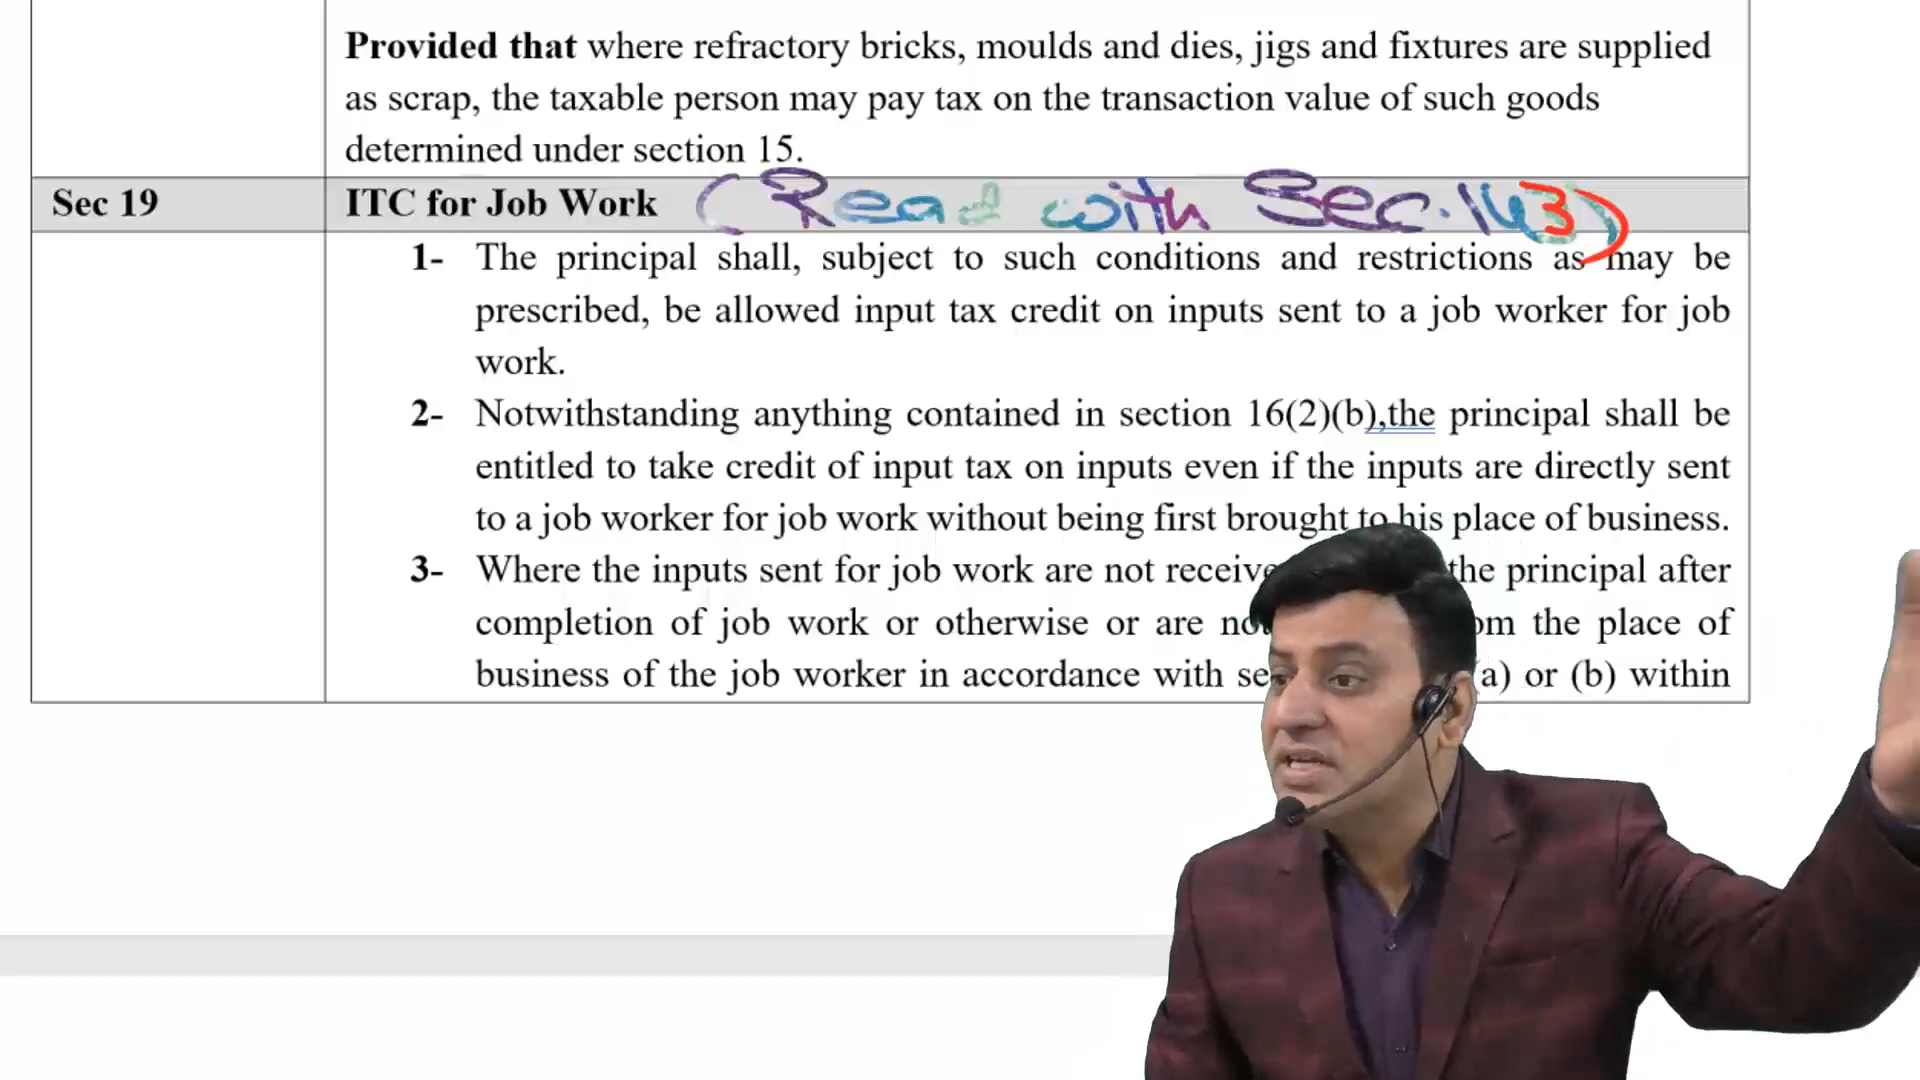 Provided that where refractory bricks, moulds and dies, jigs and fixtures are supplied
as scrap, the taxable person may pay tax on the transaction value of such goods
determined under section 15.
Sec 19 ITC for Job Work (Read with Sec. 143)
1- The principal shall, subject to such conditions and restrictions as may be
prescribed, be allowed input tax credit on inputs sent to a job worker for job
work.
2- Notwithstanding anything contained in section 16(2)(b),the principal shall be
entitled to take credit of input tax on inputs even if the inputs are directly sent
to a job worker for job work without being first brought to his place of business.
3- Where the inputs sent for job work are not the principal after
completion of job work or otherwise or are the place of
business of the job worker in accordance with (a) or (b) within